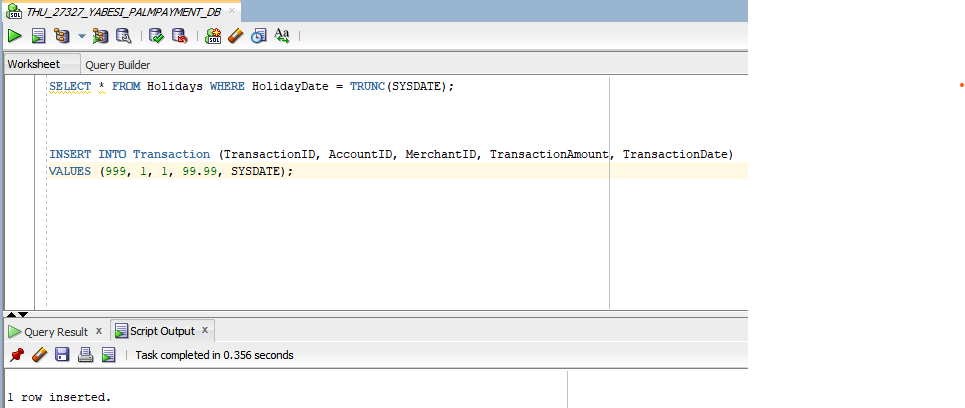 THU_27327_YABESI_PALMPAYMENT_DB
Worksheet Query Builder
SELECT * FROM Holidays WHERE HolidayDate = TRUNC(SYSDATE);
INSERT INTO Transaction (TransactionID, AccountID, MerchantID, TransactionAmount, TransactionDate)
VALUES (999, 1, 1, 99.99, SYSDATE);
Query Result x Script Output x
Task completed in 0.356 seconds
1 row inserted.